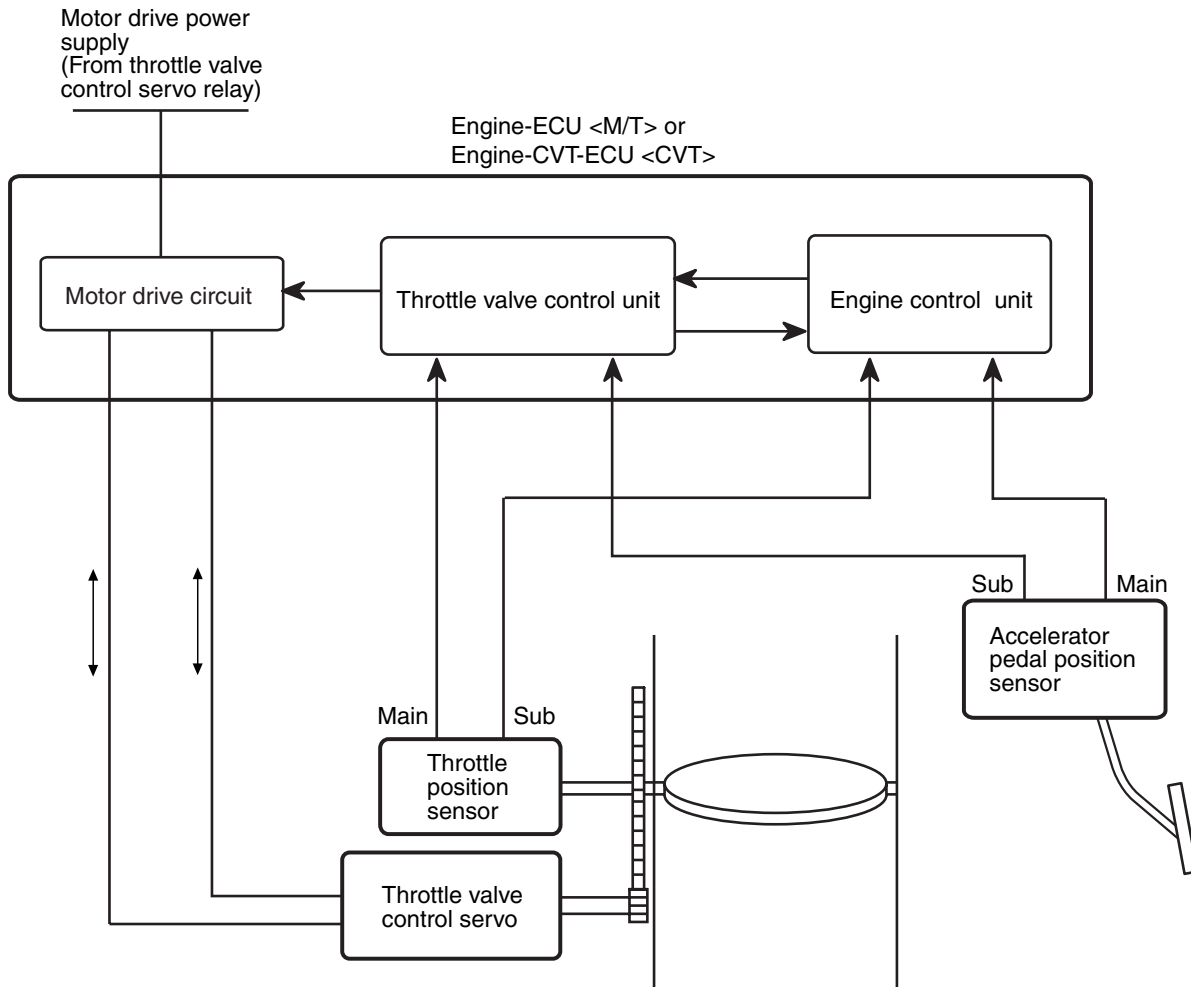 Motor drive power
supply
(From throttle valve
control servo relay)
Engine-ECU <M/T> or
Engine-CVT-ECU <CVT>
Motor drive circuit
Throttle valve control unit
Engine control unit
Sub
Main
Accelerator
pedal position
sensor
Main
Sub
Throttle
position
sensor
Throttle valve
control servo